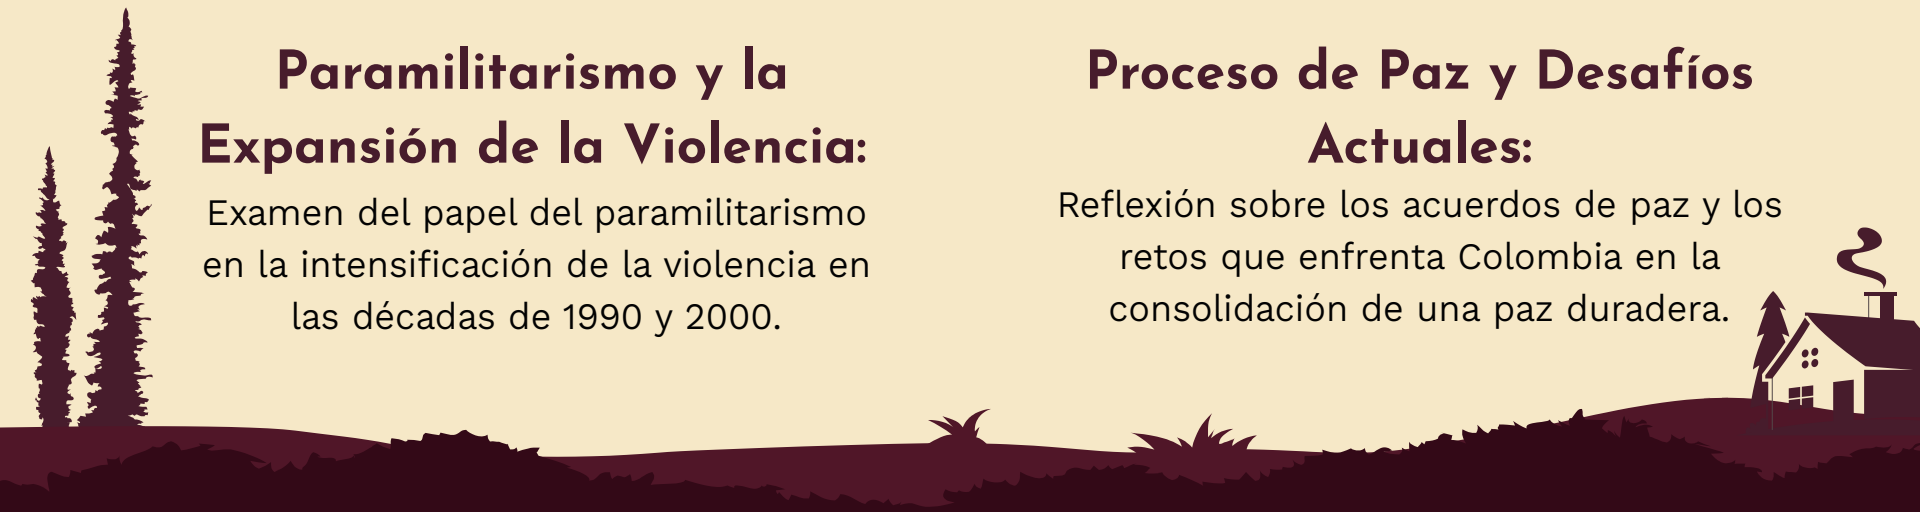 Paramilitarismo y la
Expansión de la Violencia:
Examen del papel del paramilitarismo
en la intensificación de la violencia en
las décadas de 1990 y 2000.
Proceso de Paz y Desafíos
Actuales:
Reflexión sobre los acuerdos de paz y los
retos que enfrenta Colombia en la
consolidación de una paz duradera.